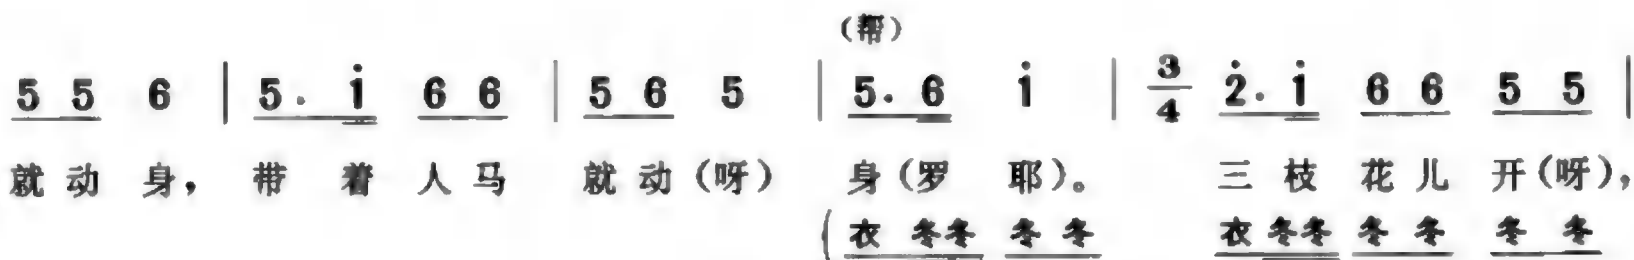 (帮)
5 5 6 | 5. i̇ 6 6 | 5 6 5 | 5. 6 i̇ | 3/4 2̇. i̇ 6 6 5 5 |
就动 身, 带 着 人马 就动(呀) 身(罗 耶)。 三枝 花儿 开(呀),
(衣 冬冬 冬冬 衣冬冬 冬冬 冬冬